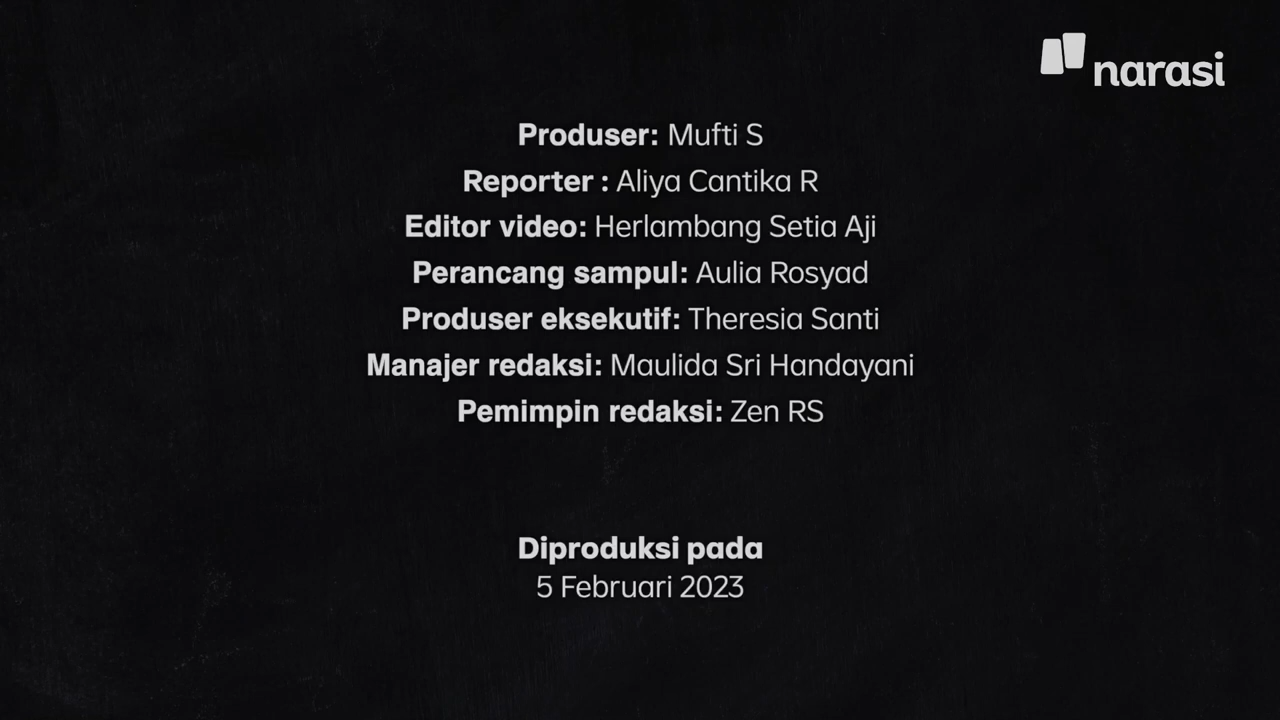 narasi
Produser: Mufti S
Reporter : Aliya Cantika R
Editor video: Herlambang Setia Aji
Perancang sampul: Aulia Rosyad
Produser eksekutif: Theresia Santi
Manajer redaksi: Maulida Sri Handayani
Pemimpin redaksi: Zen RS
Diproduksi pada
5 Februari 2023